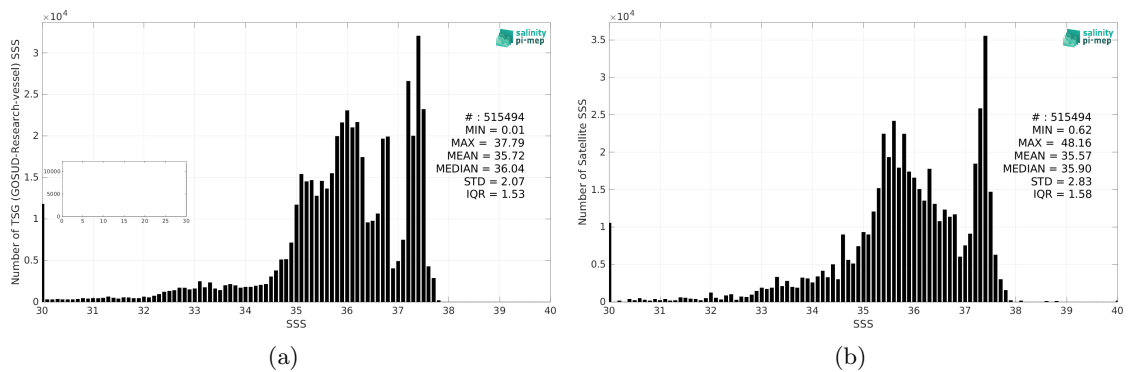 ×10⁴
3
2.5
2
1.5
1
0.5
0
Number of TSG (GOSUD-Research-vessel) SSS
salinity
pi-mep
# : 515494
MIN = 0.01
MAX = 37.79
MEAN = 35.72
MEDIAN = 36.04
STD = 2.07
IQR = 1.53
10000
5000
0
0 5 10 15 20 25 30
30 31 32 33 34 35 36 37 38 39 40
SSS
(a)
×10⁴
3.5
3
2.5
2
1.5
1
0.5
0
Number of Satellite SSS
salinity
pi-mep
# : 515494
MIN = 0.62
MAX = 48.16
MEAN = 35.57
MEDIAN = 35.90
STD = 2.83
IQR = 1.58
30 31 32 33 34 35 36 37 38 39 40
SSS
(b)